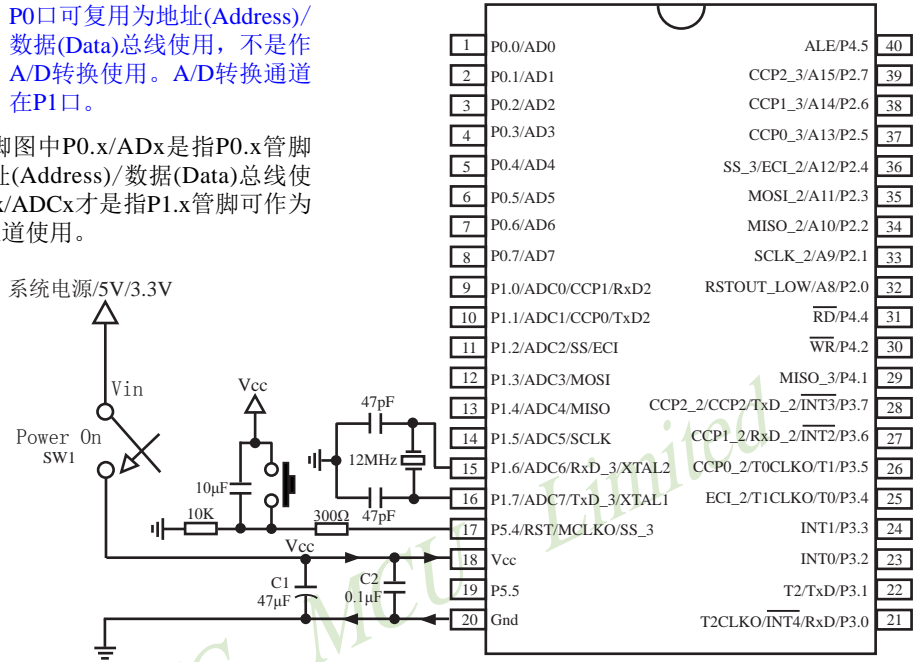 P0口可复用为地址(Address)/
数据(Data)总线使用，不是作
A/D转换使用。A/D转换通道
在P1口。
脚图中P0.x/ADx是指P0.x管脚
址(Address)/数据(Data)总线使
x/ADCx才是指P1.x管脚可作为
道使用。
系统电源/5V/3.3V
Vin
Power On
SW1
Vcc
10μF
10K
300Ω
47pF
12MHz
47pF
Vcc
C1
47μF
C2
0.1μF
1 P0.0/AD0
2 P0.1/AD1
3 P0.2/AD2
4 P0.3/AD3
5 P0.4/AD4
6 P0.5/AD5
7 P0.6/AD6
8 P0.7/AD7
9 P1.0/ADC0/CCP1/RxD2
10 P1.1/ADC1/CCP0/TxD2
11 P1.2/ADC2/SS/ECI
12 P1.3/ADC3/MOSI
13 P1.4/ADC4/MISO
14 P1.5/ADC5/SCLK
15 P1.6/ADC6/RxD_3/XTAL2
16 P1.7/ADC7/TxD_3/XTAL1
17 P5.4/RST/MCLKO/SS_3
18 Vcc
19 P5.5
20 Gnd
ALE/P4.5 40
CCP2_3/A15/P2.7 39
CCP1_3/A14/P2.6 38
CCP0_3/A13/P2.5 37
SS_3/ECI_2/A12/P2.4 36
MOSI_2/A11/P2.3 35
MISO_2/A10/P2.2 34
SCLK_2/A9/P2.1 33
RSTOUT_LOW/A8/P2.0 32
RD/P4.4 31
WR/P4.2 30
MISO_3/P4.1 29
CCP2_2/CCP2/TxD_2/INT3/P3.7 28
CCP1_2/RxD_2/INT2/P3.6 27
CCP0_2/T0CLKO/T1/P3.5 26
ECI_2/T1CLKO/T0/P3.4 25
INT1/P3.3 24
INT0/P3.2 23
T2/TxD/P3.1 22
T2CLKO/INT4/RxD/P3.0 21
MCU Limited